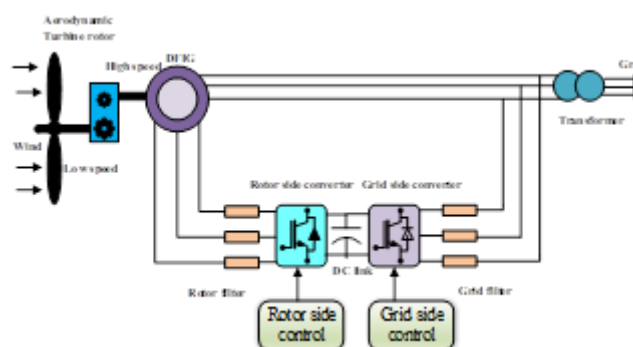 Aerodynamic
Turbine rotor
High speed
DFIG
Gr
Transformer
Wind
Low speed
Rotor side converter
Grid side converter
DC link
Rotor filter
Grid filter
Rotor side
control
Grid side
control